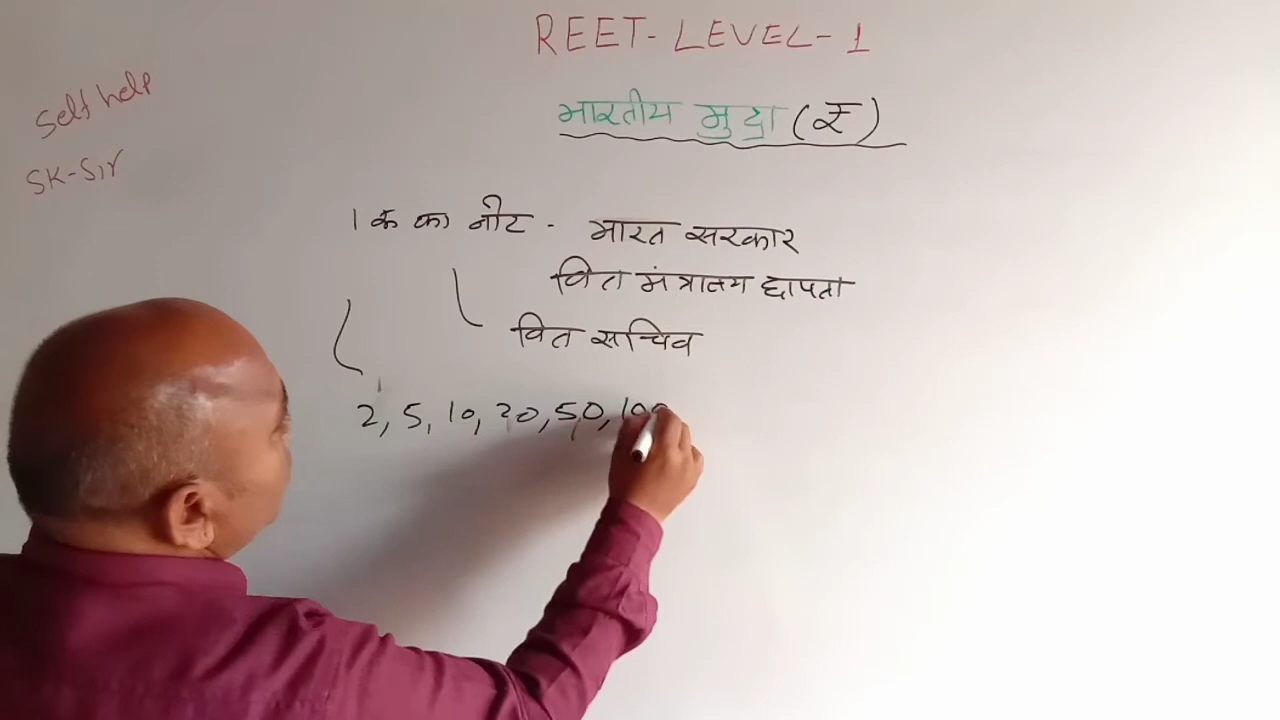 REET-LEVEL-1
Self help
SK-Sir
भारतीय मुद्रा (₹)
1 रु का नोट - भारत सरकार
वित मंत्रालय छापता
वित सचिव
2, 5, 10, 20, 50, 100